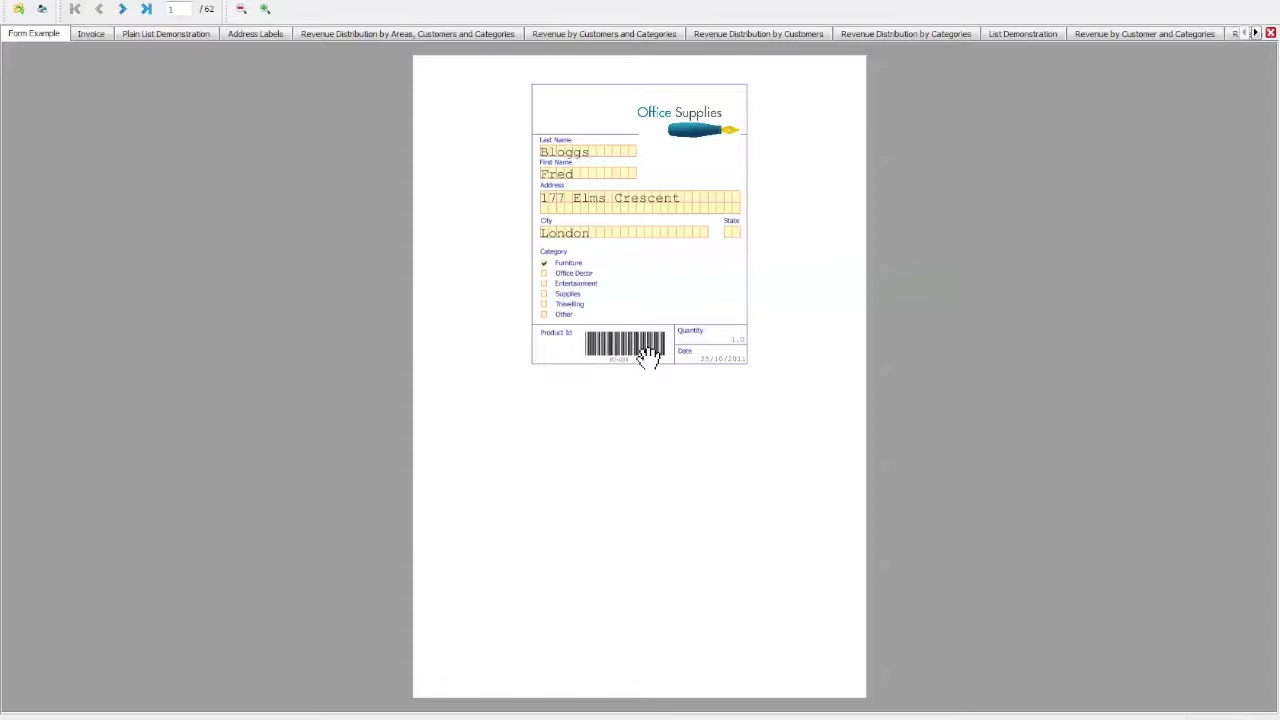 1 / 62
Form Example Invoice Plain List Demonstration Address Labels Revenue Distribution by Areas, Customers and Categories Revenue by Customers and Categories Revenue Distribution by Customers Revenue Distribution by Categories List Demonstration Revenue by Customer and Categories R
Office Supplies
Last Name
Bloggs
First Name
Fred
Address
177 Elms Crescent
City State
London
Category
Furniture
Office Decor
Entertainment
Supplies
Travelling
Other
Product Id Quantity
1.0
Date
25/10/2011